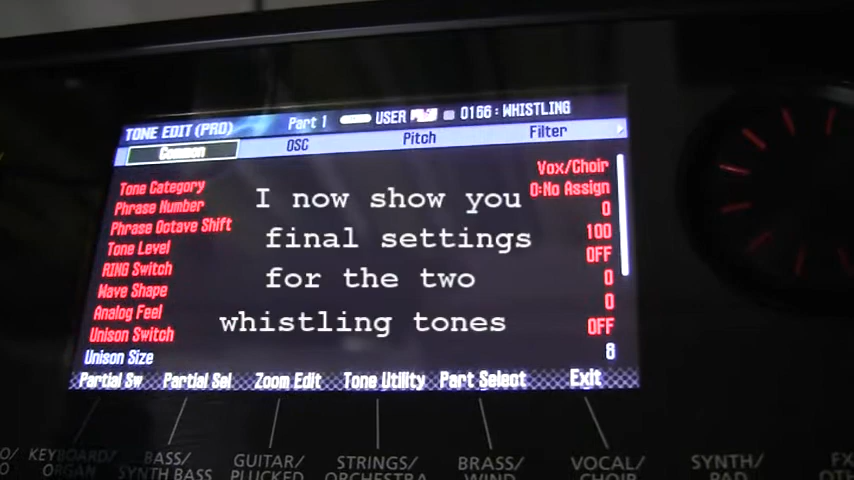 TONE EDIT (PRO) Part 1 USER 0166: WHISTLING
Common OSC Pitch Filter
Tone Category Vox/Choir
Phrase Number 0:No Assign
Phrase Octave Shift 0
Tone Level 100
RING Switch OFF
Wave Shape 0
Analog Feel 0
Unison Switch OFF
Unison Size 8
I now show you
final settings
for the two
whistling tones
Partial Sw Partial Sel Zoom Edit Tone Utility Part Select Exit
KEYBOARD/
ORGAN
BASS/
SYNTH BASS
GUITAR/
PLUCKED
STRINGS/
ORCHESTRA
BRASS/
WIND
VOCAL/
CHOIR
SYNTH/
PAD